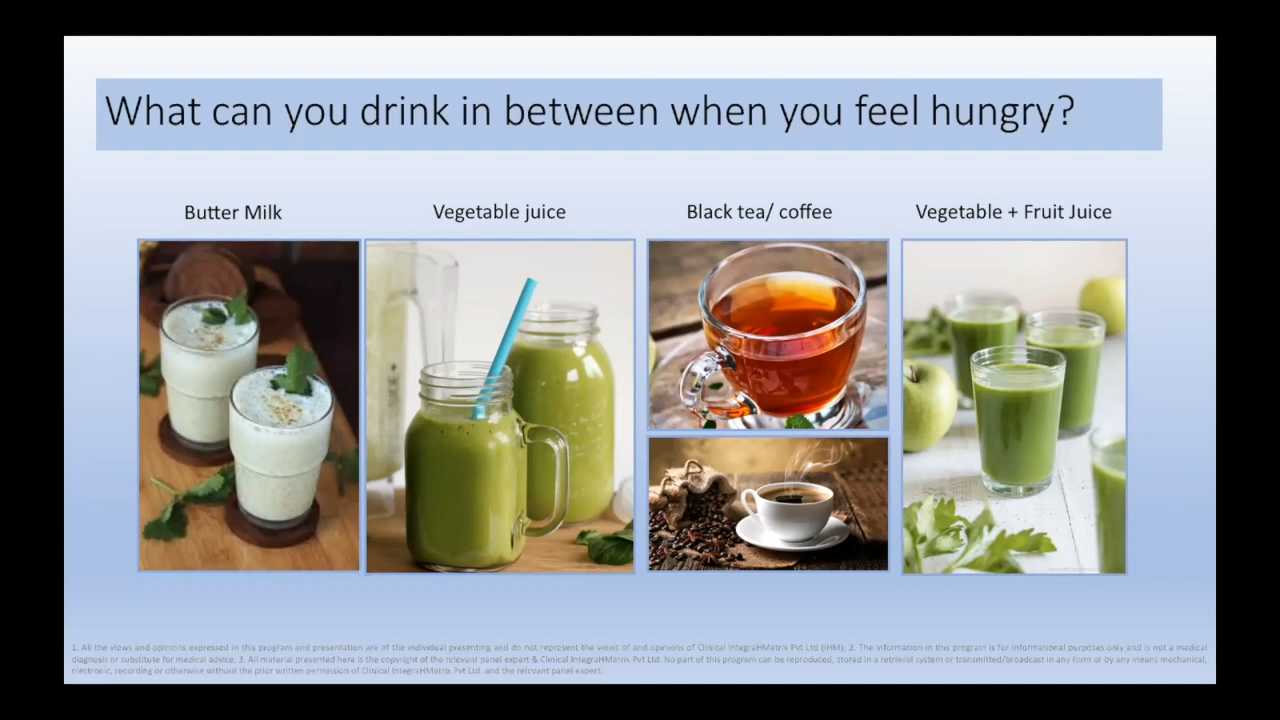 What can you drink in between when you feel hungry?
Butter Milk
Vegetable juice
Black tea/ coffee
Vegetable + Fruit Juice
1. All the views and opinions expressed in this program and presentation are of the individual presenting and do not represent the views of and opinions of Clinical IntegraHMatrix Pvt Ltd (IHM); 2. The information in this program is for informational purposes only and is not a medical
diagnosis or substitute for medical advice; 3. All material presented here is the copyright of the relevant panel expert & Clinical IntegraHMatrix Pvt Ltd. No part of this program can be reproduced, stored in a retrieval system or transmitted/broadcast in any form or by any means mechanical,
electronic, recording or otherwise without the prior written permission of Clinical IntegraHMatrix Pvt Ltd. and the relevant panel expert.